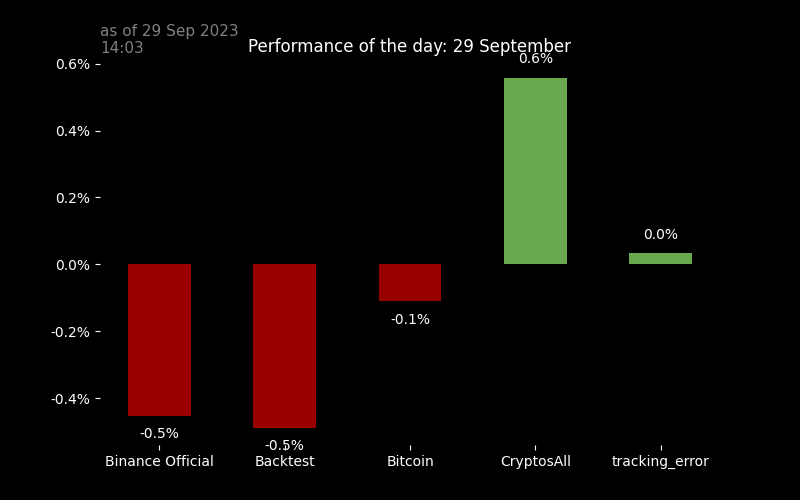 as of 29 Sep 2023
14:03
Performance of the day: 29 September
0.6%
0.4%
0.2%
0.0%
-0.2%
-0.4%
-0.5%
-0.5%
-0.1%
0.6%
0.0%
Binance Official
Backtest
Bitcoin
CryptosAll
tracking_error